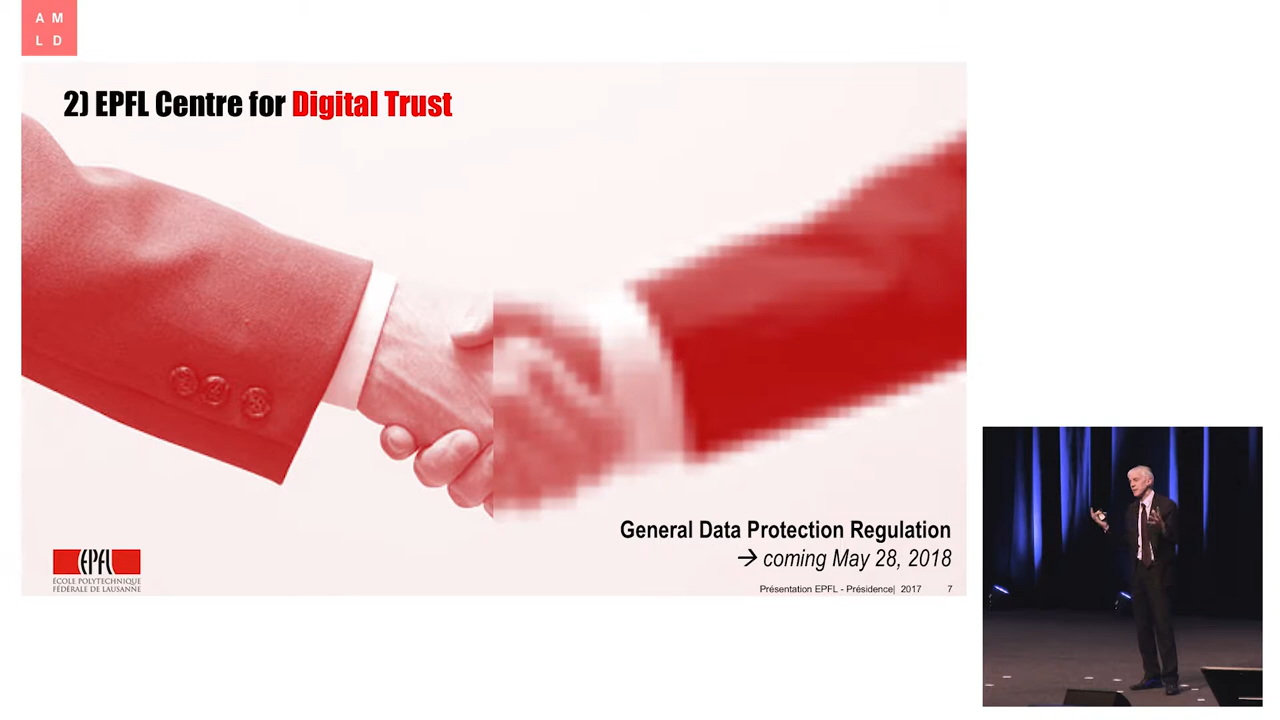 A M
L D
2) EPFL Centre for Digital Trust
General Data Protection Regulation
→ coming May 28, 2018
EPFL
ÉCOLE POLYTECHNIQUE
FÉDÉRALE DE LAUSANNE
Présentation EPFL - Présidence| 2017 7